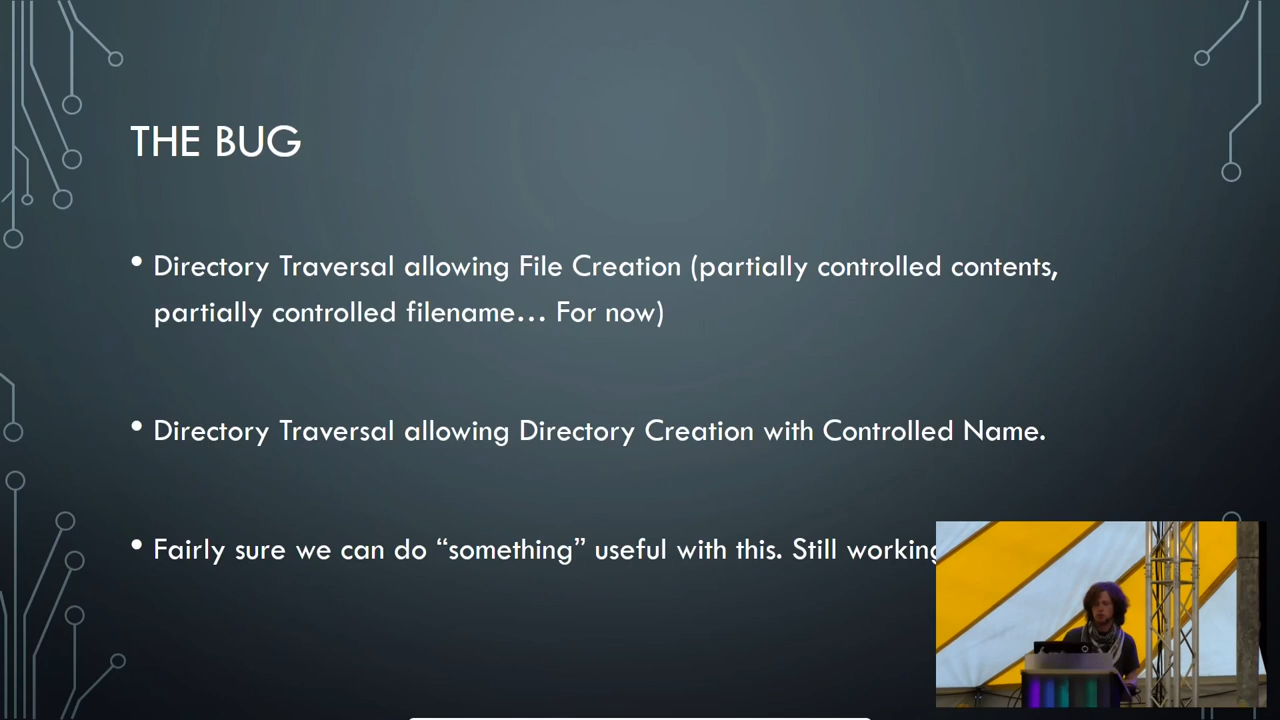 THE BUG
• Directory Traversal allowing File Creation (partially controlled contents,
partially controlled filename… For now)
• Directory Traversal allowing Directory Creation with Controlled Name.
• Fairly sure we can do “something” useful with this. Still working